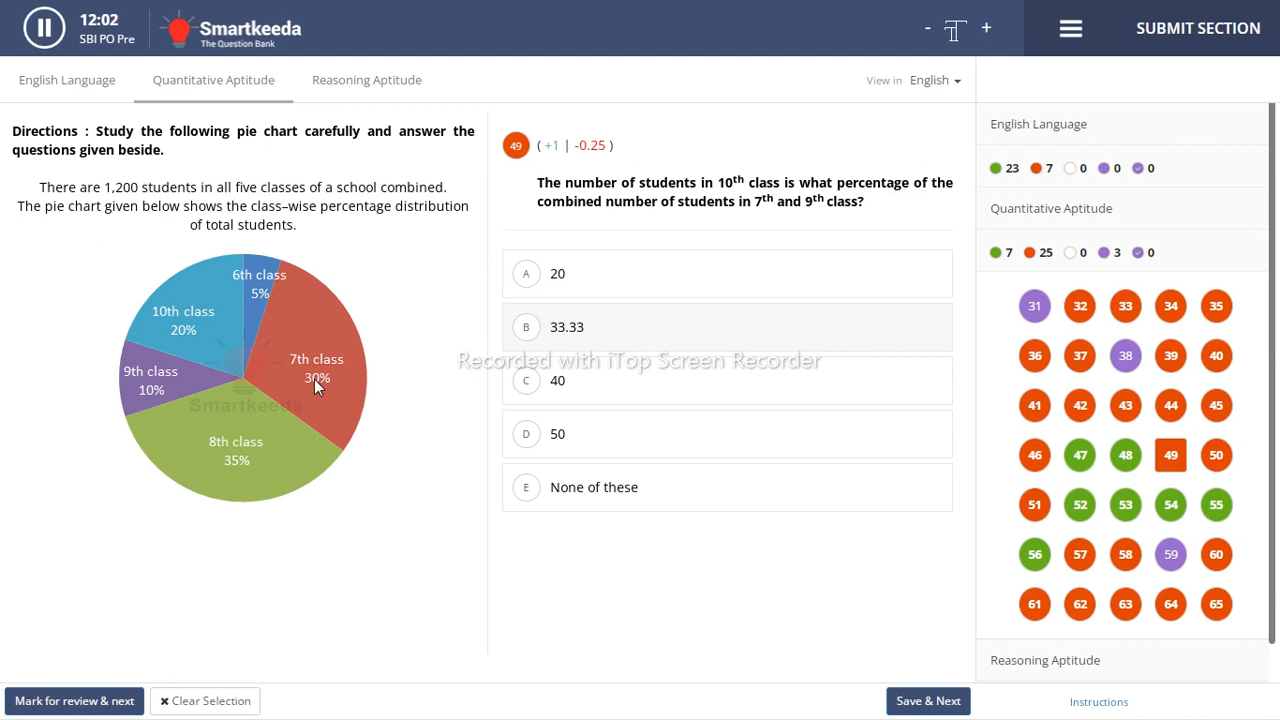 12:02
SBI PO Pre
Smartkeeda
The Question Bank
- T +
SUBMIT SECTION
English Language
Quantitative Aptitude
Reasoning Aptitude
View in English
Directions : Study the following pie chart carefully and answer the
questions given beside.
There are 1,200 students in all five classes of a school combined.
The pie chart given below shows the class–wise percentage distribution
of total students.
6th class
5%
10th class
20%
7th class
30%
9th class
10%
Smartkeeda
8th class
35%
49 ( +1 | -0.25 )
The number of students in 10th class is what percentage of the
combined number of students in 7th and 9th class?
A 20
B 33.33
Recorded with iTop Screen Recorder
C 40
D 50
E None of these
English Language
23 7 0 0 0
Quantitative Aptitude
7 25 0 3 0
31 32 33 34 35
36 37 38 39 40
41 42 43 44 45
46 47 48 49 50
51 52 53 54 55
56 57 58 59 60
61 62 63 64 65
Reasoning Aptitude
Mark for review & next
✖ Clear Selection
Save & Next
Instructions